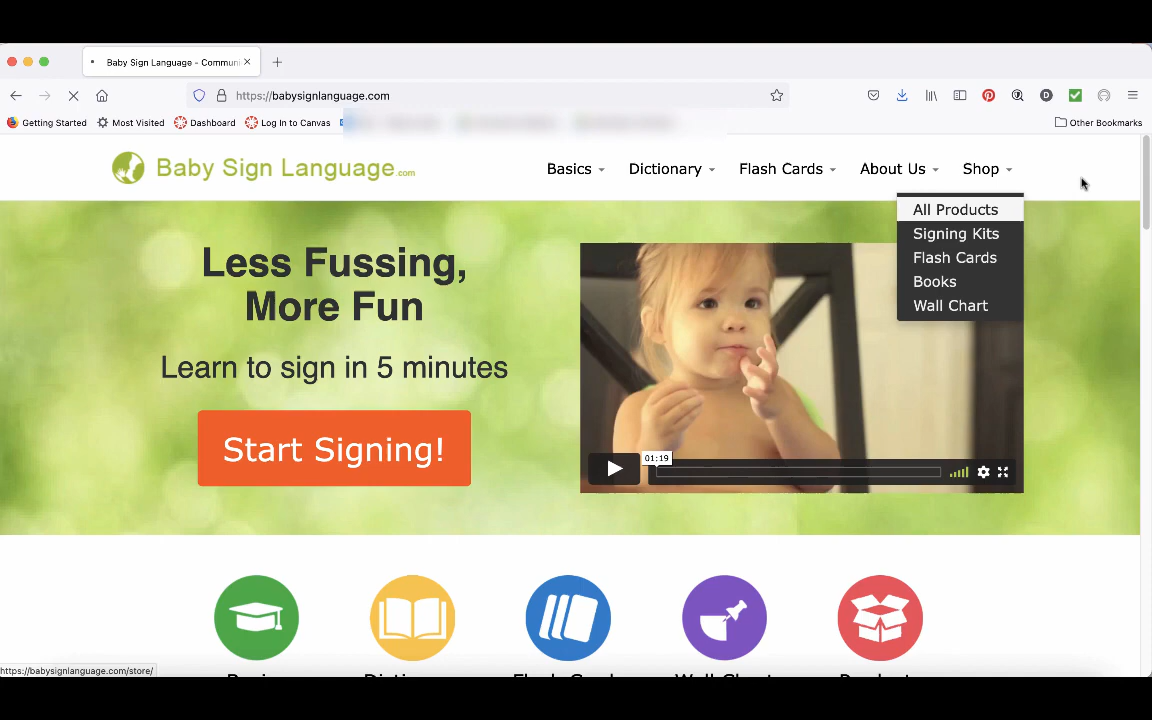 Baby Sign Language - Communi
https://babysignlanguage.com
Getting Started
Most Visited
Dashboard
Log In to Canvas
Other Bookmarks
Baby Sign Language.com
Basics
Dictionary
Flash Cards
About Us
Shop
All Products
Signing Kits
Flash Cards
Books
Wall Chart
Less Fussing,
More Fun
Learn to sign in 5 minutes
Start Signing!
01:19
https://babysignlanguage.com/store/